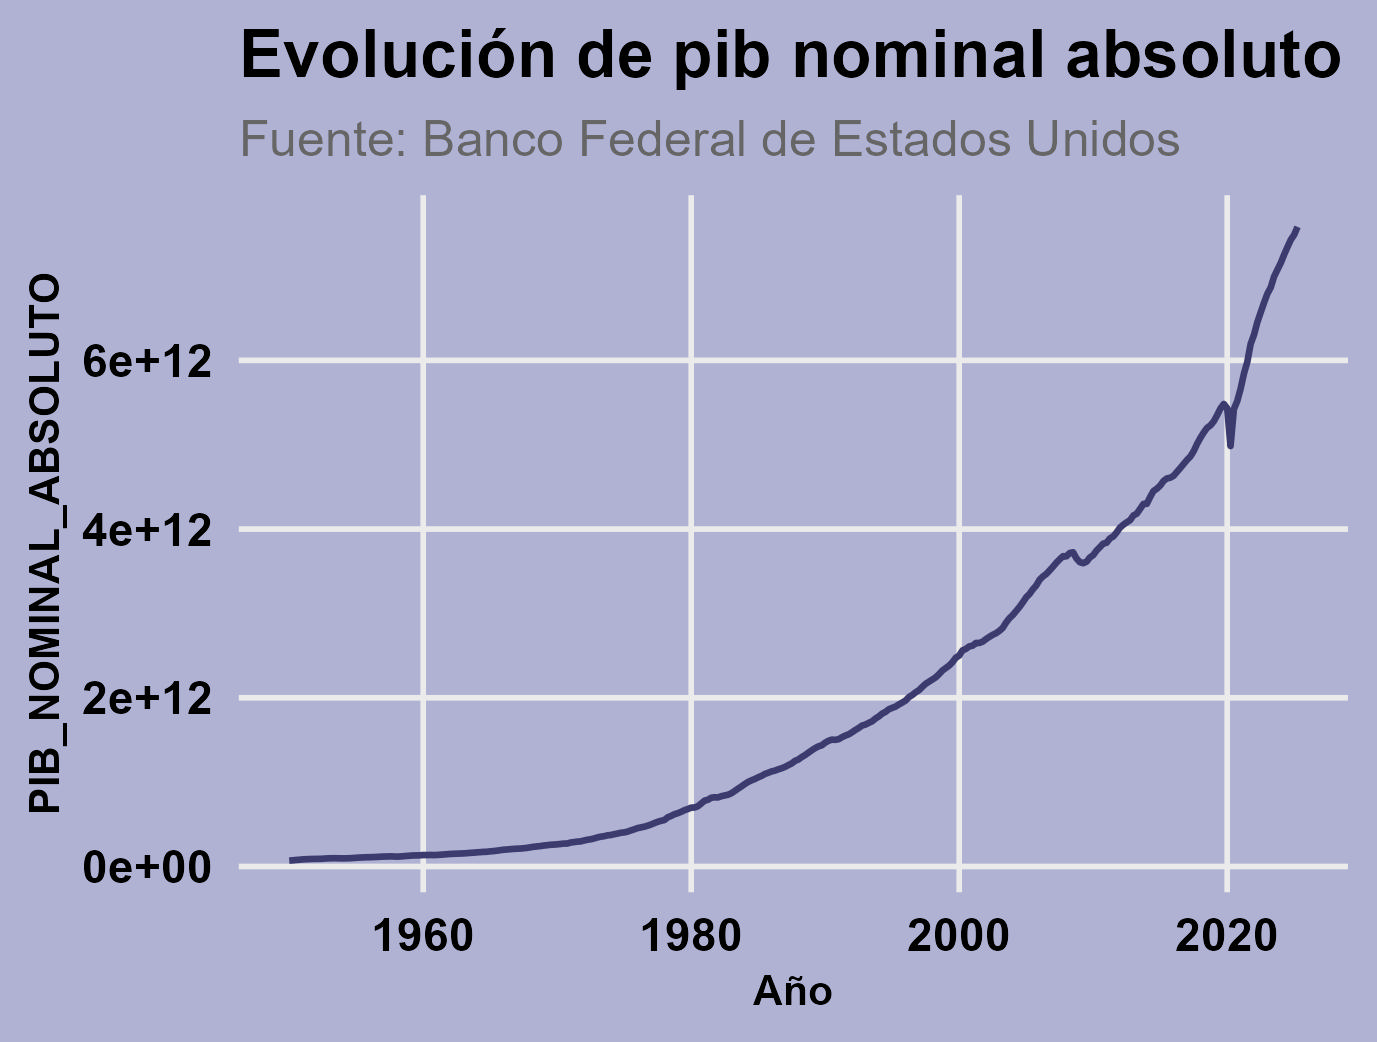 Evolución de pib nominal absoluto
Fuente: Banco Federal de Estados Unidos
PIB_NOMINAL_ABSOLUTO
6e+12
4e+12
2e+12
0e+00
1960 1980 2000 2020
Año